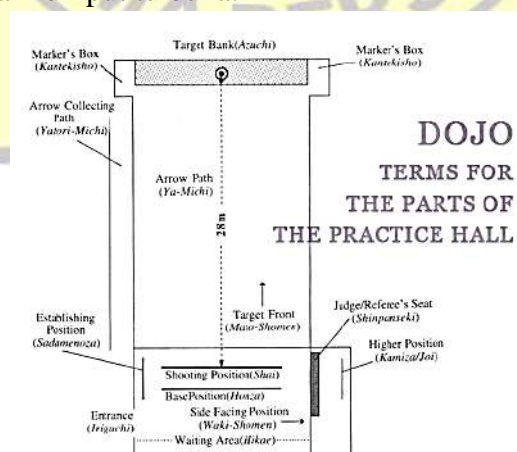 Target Bank(Azuchi)
Marker's Box
(Kantekisho)
Marker's Box
(Kantekisho)
Arrow Collecting
Path
(Yatori-Michi)
DOJO
TERMS FOR
THE PARTS OF
THE PRACTICE HALL
Arrow Path
(Ya-Michi)
28m
Target Front
(Mato-Shomen)
Judge/Referee's Seat
(Shinpanseki)
Establishing
Position
(Sadamenoza)
Higher Position
(Kamiza/Joi)
Shooting Position(Shai)
BasePosition(Honza)
Entrance
(Iriguchi)
Side Facing Position
(Waki-Shomen)
Waiting Area(Hikae)